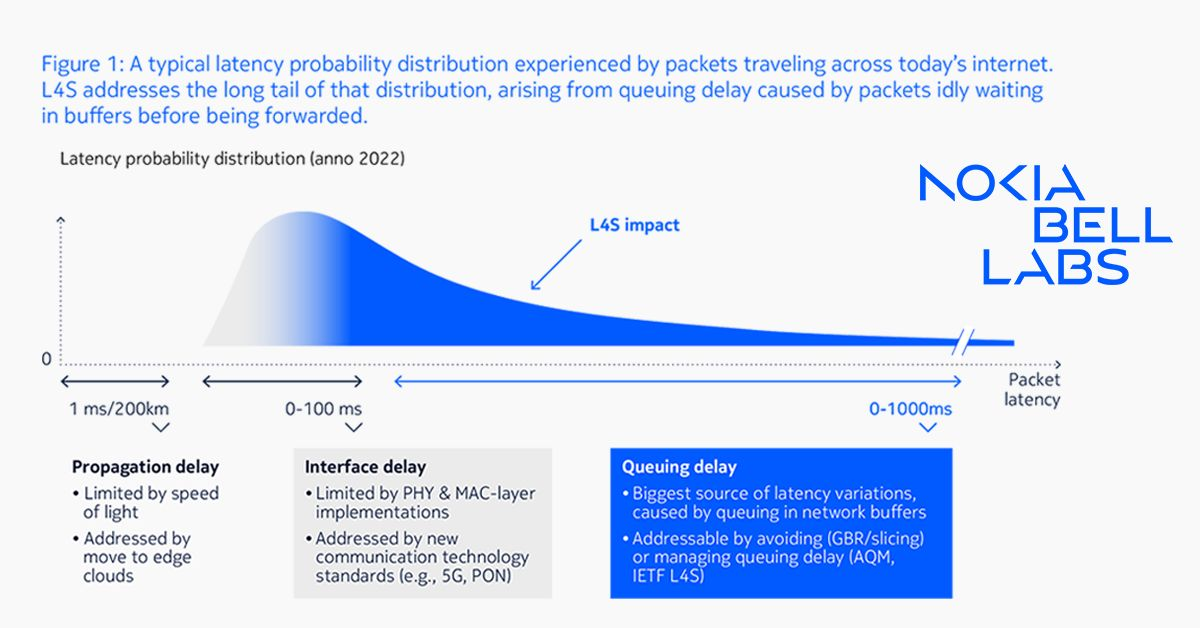 Figure 1: A typical latency probability distribution experienced by packets traveling across today's internet.
L4S addresses the long tail of that distribution, arising from queuing delay caused by packets idly waiting
in buffers before being forwarded.
Latency probability distribution (anno 2022)
NOKIA
BELL
LABS
L4S impact
0
Packet
latency
1 ms/200km
0-100 ms
0-1000ms
Propagation delay
• Limited by speed
of light
• Addressed by
move to edge
clouds
Interface delay
• Limited by PHY & MAC-layer
implementations
• Addressed by new
communication technology
standards (e.g., 5G, PON)
Queuing delay
• Biggest source of latency variations,
caused by queuing in network buffers
• Addressable by avoiding (GBR/slicing)
or managing queuing delay (AQM,
IETF L4S)